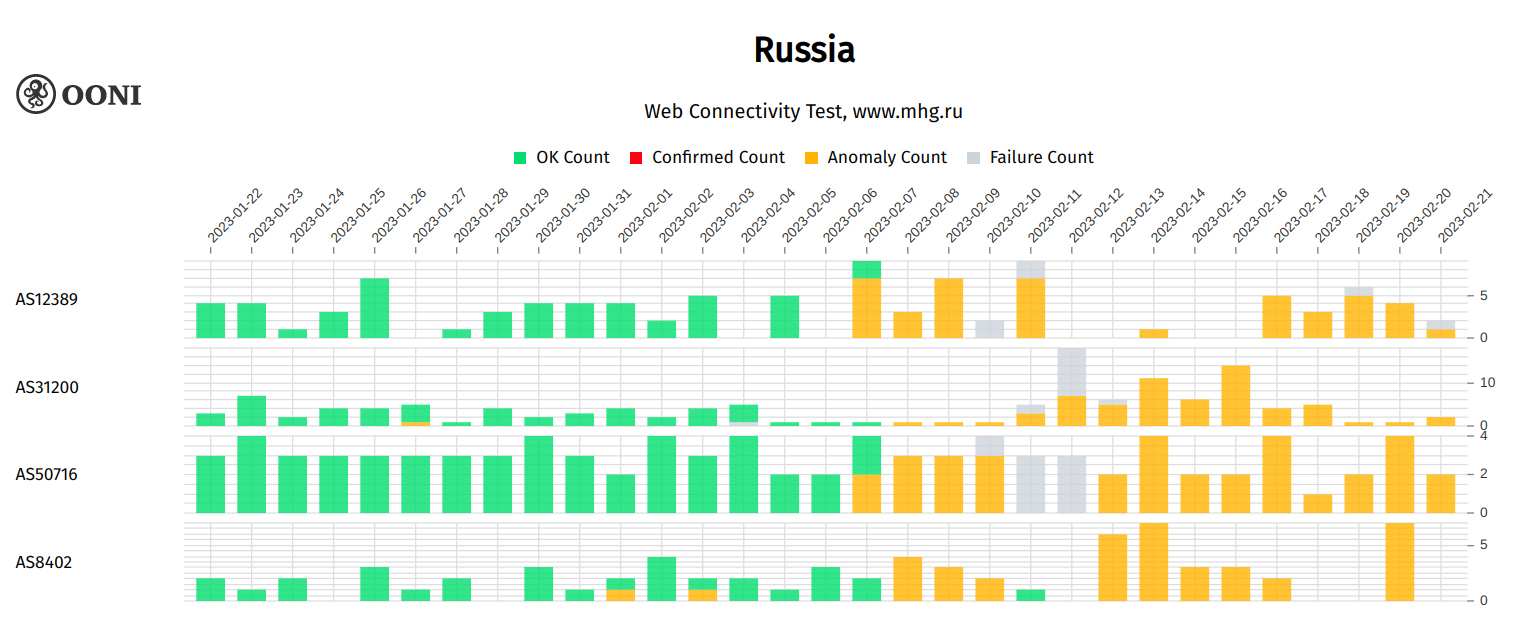 Russia
OONI
Web Connectivity Test, www.mhg.ru
OK Count Confirmed Count Anomaly Count Failure Count
2023-01-22 2023-01-23 2023-01-24 2023-01-25 2023-01-26 2023-01-27 2023-01-28 2023-01-29 2023-01-30 2023-01-31 2023-02-01 2023-02-02 2023-02-03 2023-02-04 2023-02-05 2023-02-06 2023-02-07 2023-02-08 2023-02-09 2023-02-10 2023-02-11 2023-02-12 2023-02-13 2023-02-14 2023-02-15 2023-02-16 2023-02-17 2023-02-18 2023-02-19 2023-02-20 2023-02-21
AS12389 5
0
AS31200 10
0
4
AS50716 2
0
5
AS8402
0